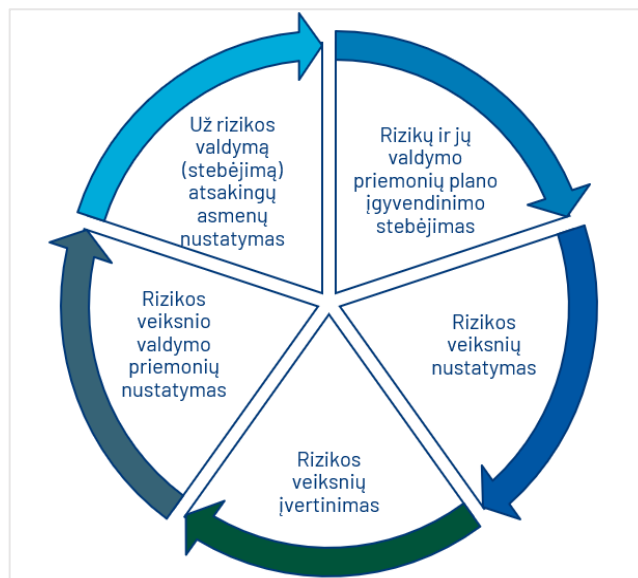 Už rizikos
valdymą
(stebėjimą)
atsakingų
asmenų
nustatymas
Rizikų ir jų
valdymo
priemonių plano
įgyvendinimo
stebėjimas
Rizikos
veiksnių
nustatymas
Rizikos
veiksnių
įvertinimas
Rizikos
veiksnio
valdymo
priemonių
nustatymas